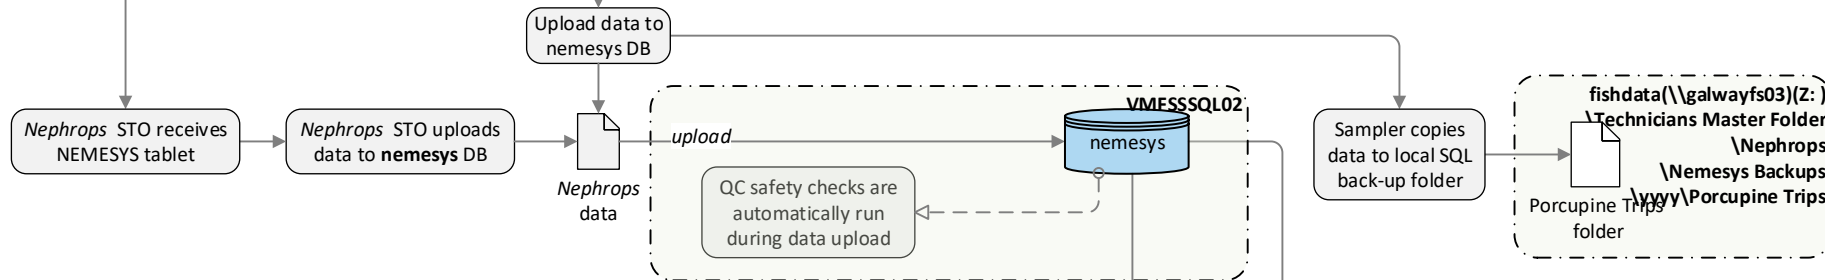 Upload data to
nemesys DB
Nephrops STO receives
NEMESYS tablet
Nephrops STO uploads
data to nemesys DB
Nephrops
data
upload
VMFSSSQL02
nemesys
QC safety checks are
automatically run
during data upload
Sampler copies
data to local SQL
back-up folder
fishdata(\\galwayfs03)(Z: )
\Technicians Master Folder
\Nephrops
\Nemesys Backups
\yyyy\Porcupine Trips
Porcupine Trips
folder